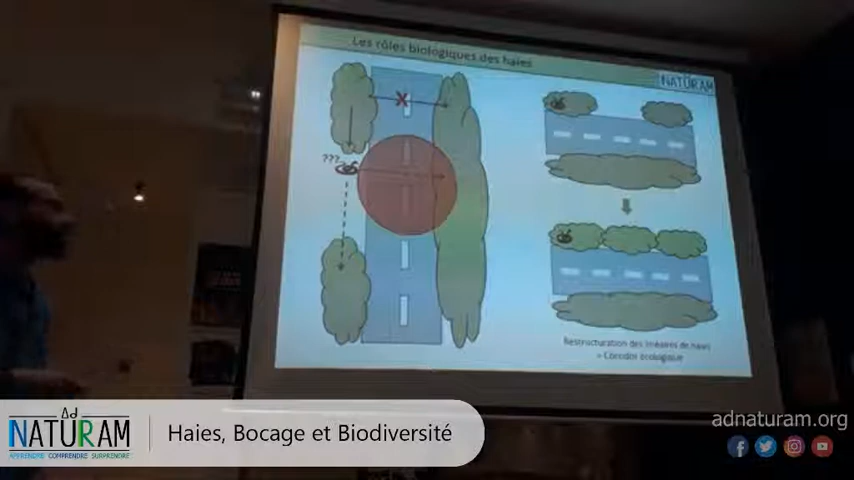 Les rôles biologiques des haies
NATURAM
X
???
Restructuration des linéaires de haies
= Corridor écologique
Ad
NATURAM
APPRENDRE COMPRENDRE SURPRENDRE
Haies, Bocage et Biodiversité
adnaturam.org